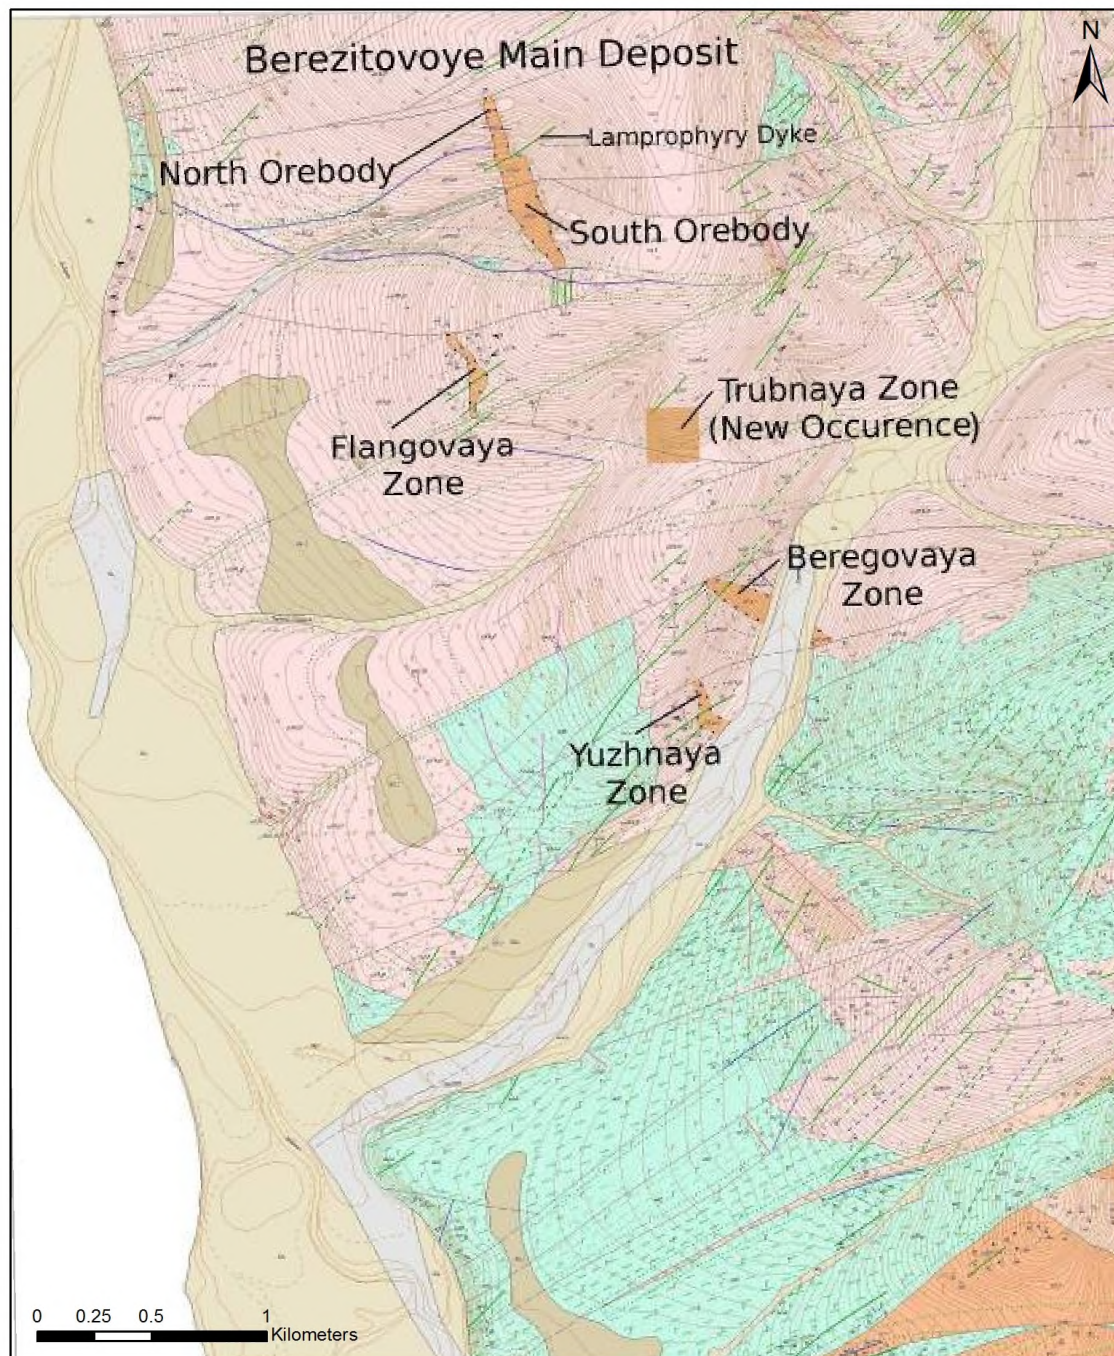 N
Berezitovoye Main Deposit
Lamprophyry Dyke
North Orebody
South Orebody
Trubnaya Zone
(New Occurence)
Flangovaya
Zone
Beregovaya
Zone
Yuzhnaya
Zone
0 0.25 0.5 1
Kilometers